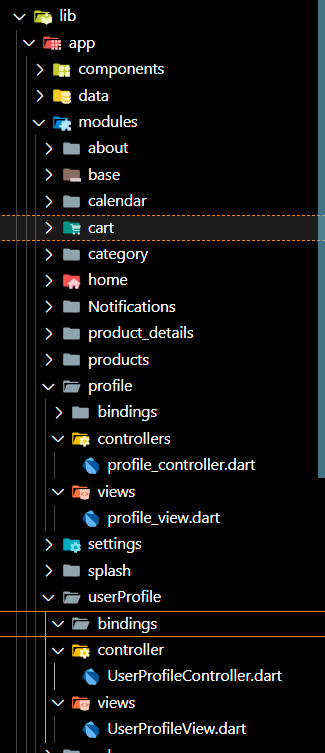 lib
app
components
data
modules
about
base
calendar
cart
category
home
Notifications
product_details
products
profile
bindings
controllers
profile_controller.dart
views
profile_view.dart
settings
splash
userProfile
bindings
controller
UserProfileController.dart
views
UserProfileView.dart